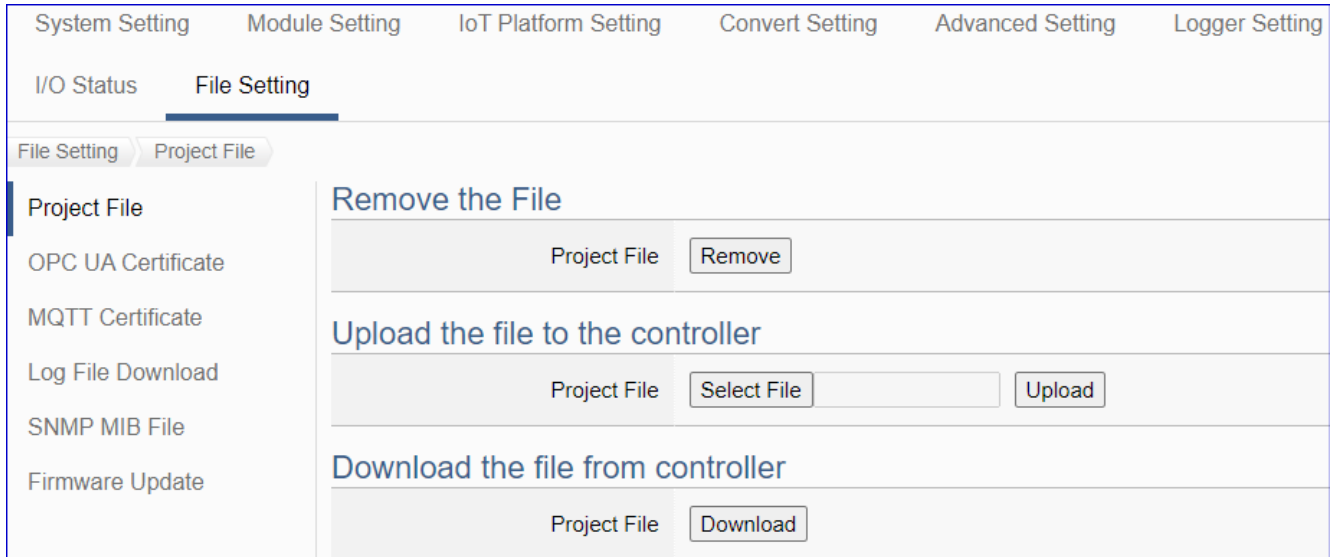 System Setting Module Setting IoT Platform Setting Convert Setting Advanced Setting Logger Setting
I/O Status File Setting
File Setting Project File
Project File
OPC UA Certificate
MQTT Certificate
Log File Download
SNMP MIB File
Firmware Update
Remove the File
Project File Remove
Upload the file to the controller
Project File Select File Upload
Download the file from controller
Project File Download